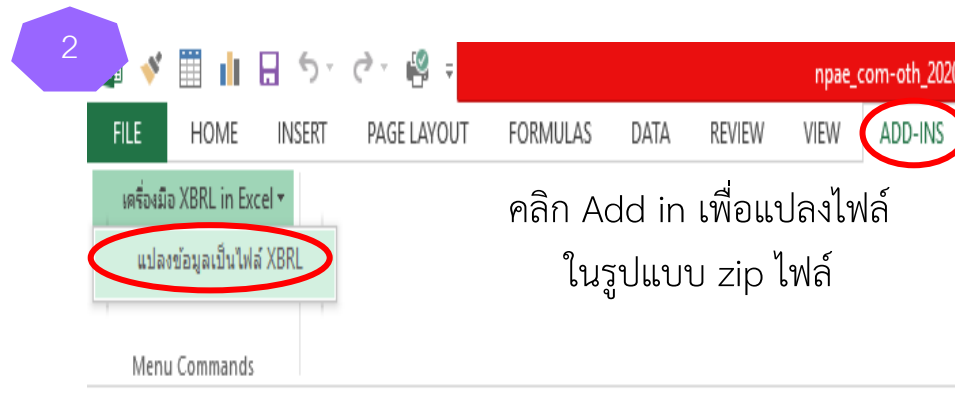 2
npae_com-oth_2020
FILE HOME INSERT PAGE LAYOUT FORMULAS DATA REVIEW VIEW ADD-INS
เครื่องมือ XBRL in Excel
คลิก Add in เพื่อแปลงไฟล์
แปลงข้อมูลเป็นไฟล์ XBRL
ในรูปแบบ zip ไฟล์
Menu Commands